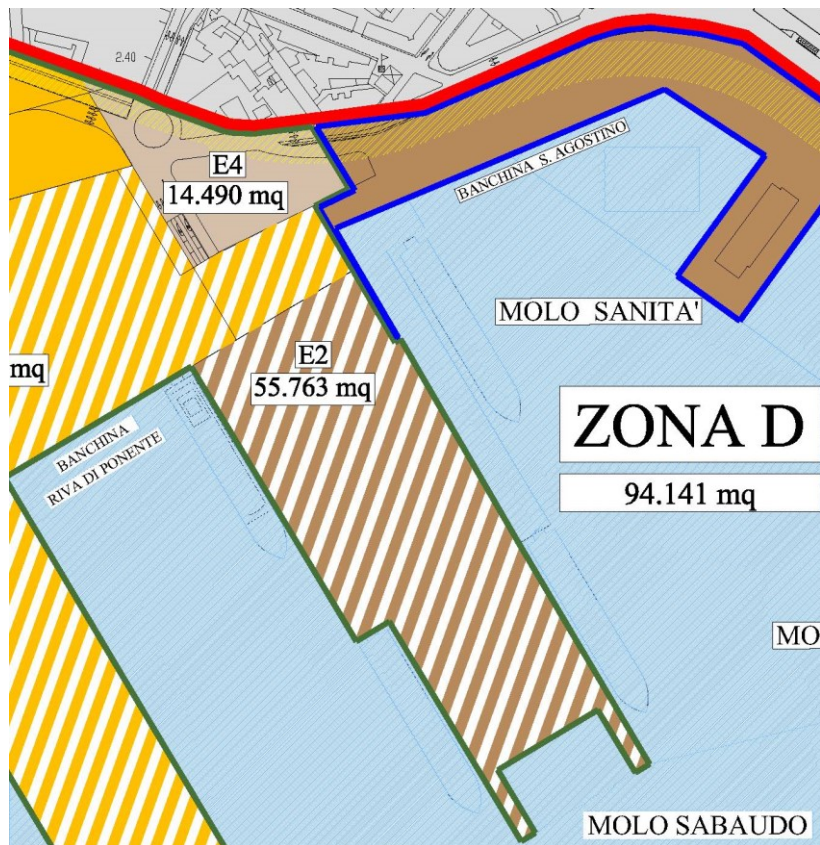 2.40
E4
14.490 mq
BANCHINA S. AGOSTINO
MOLO SANITA'
mq
E2
55.763 mq
BANCHINA
RIVA DI PONENTE
ZONA D
94.141 mq
MO
MOLO SABAUDO